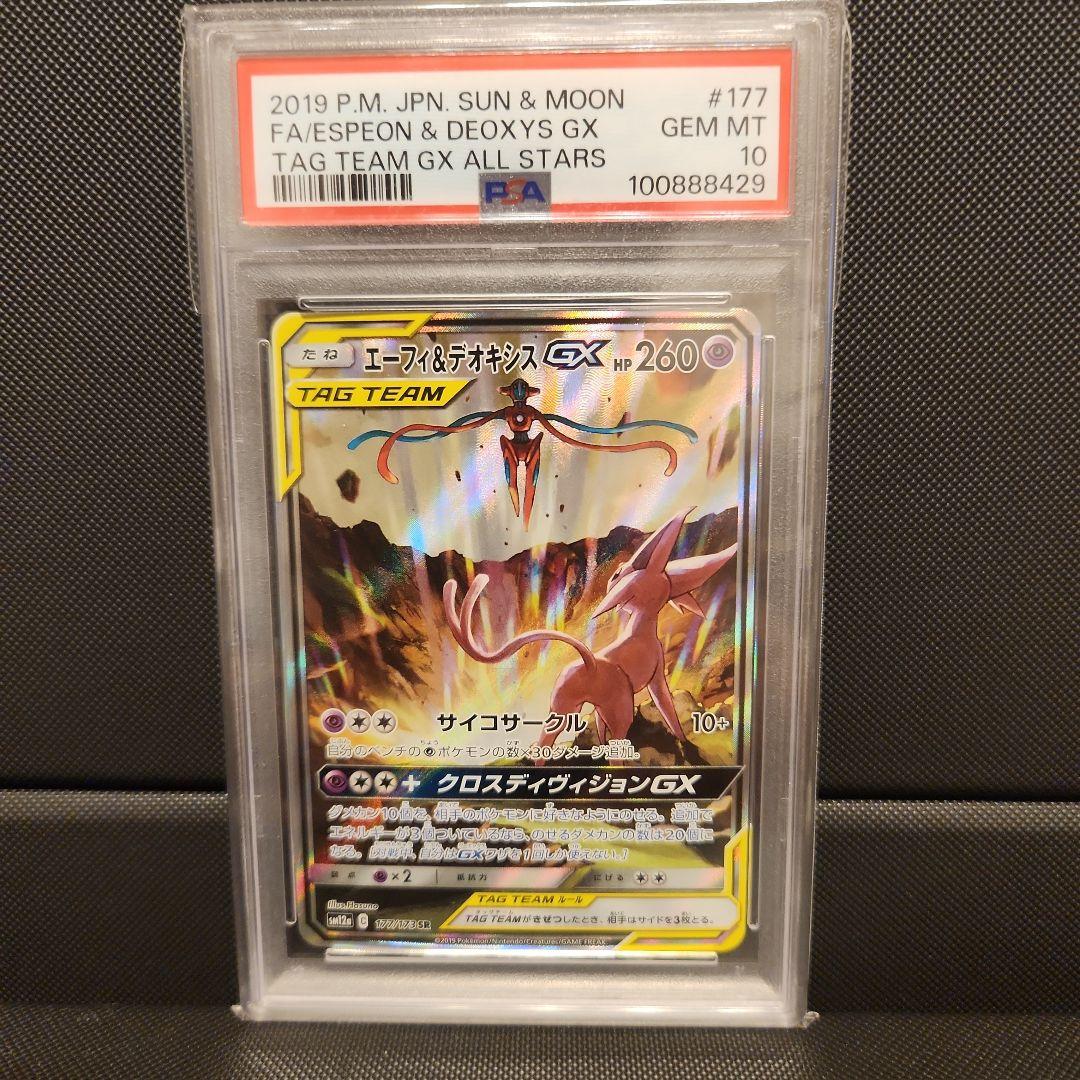 2019 P.M. JPN. SUN & MOON #177
FA/ESPEON & DEOXYS GX GEM MT
TAG TEAM GX ALL STARS 10
PSA 100888429
たね エーフィ&デオキシスGX HP260
TAG TEAM
サイコサークル 10+
自分のベンチのポケモンの数×30ダメージ追加。
+ クロスディヴィジョンGX
ダメカン10個を、相手のポケモンに好きなようにのせる。追加で
エネルギーが3個ついているなら、のせるダメカンの数は20個に
なる。[対戦中、自分はGXワザを1回しか使えない。]
弱点 ×2 抵抗力 にげる
Illus.Hasuno
TAG TEAM ルール
sm12a C 177/173 SR
TAG TEAMがきぜつしたとき、相手はサイドを3枚とる。
©2019 Pokémon/Nintendo/Creatures/GAME FREAK